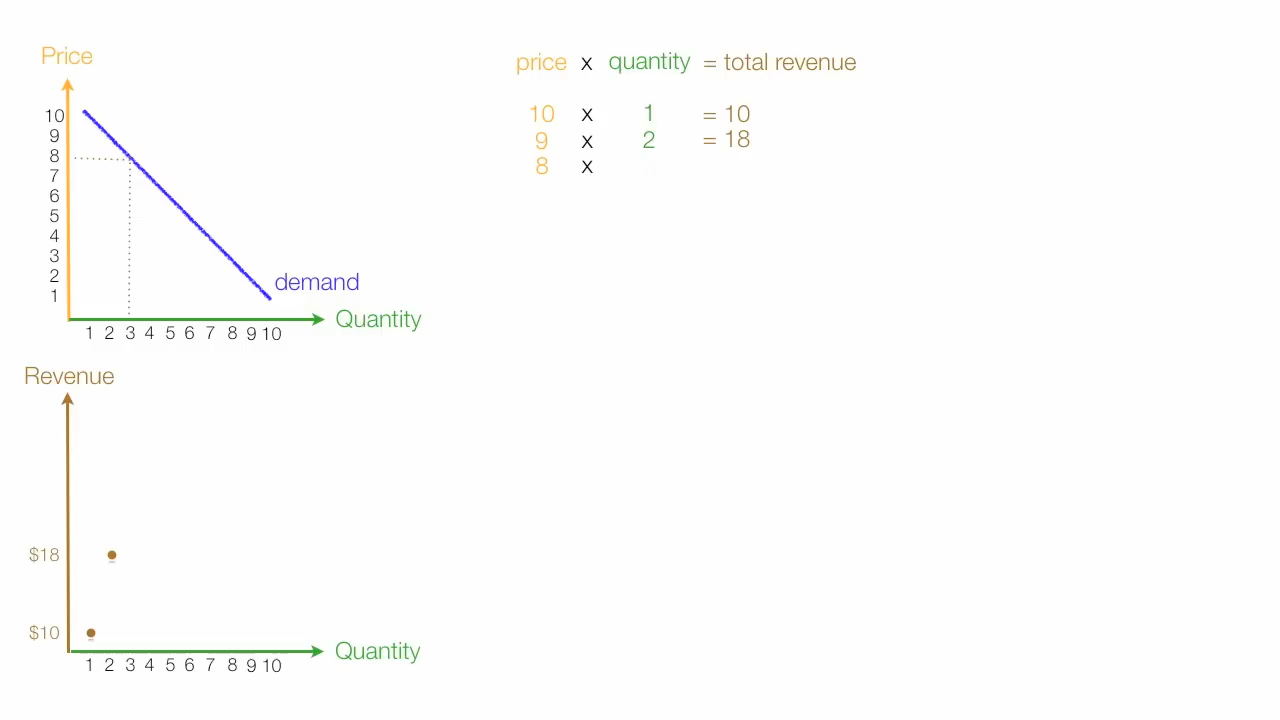 Price
10
9
8
7
6
5
4
3
2
1
demand
Quantity
1 2 3 4 5 6 7 8 9 10
price x quantity = total revenue
10 x 1 = 10
9 x 2 = 18
8 x
Revenue
$18
$10
Quantity
1 2 3 4 5 6 7 8 9 10